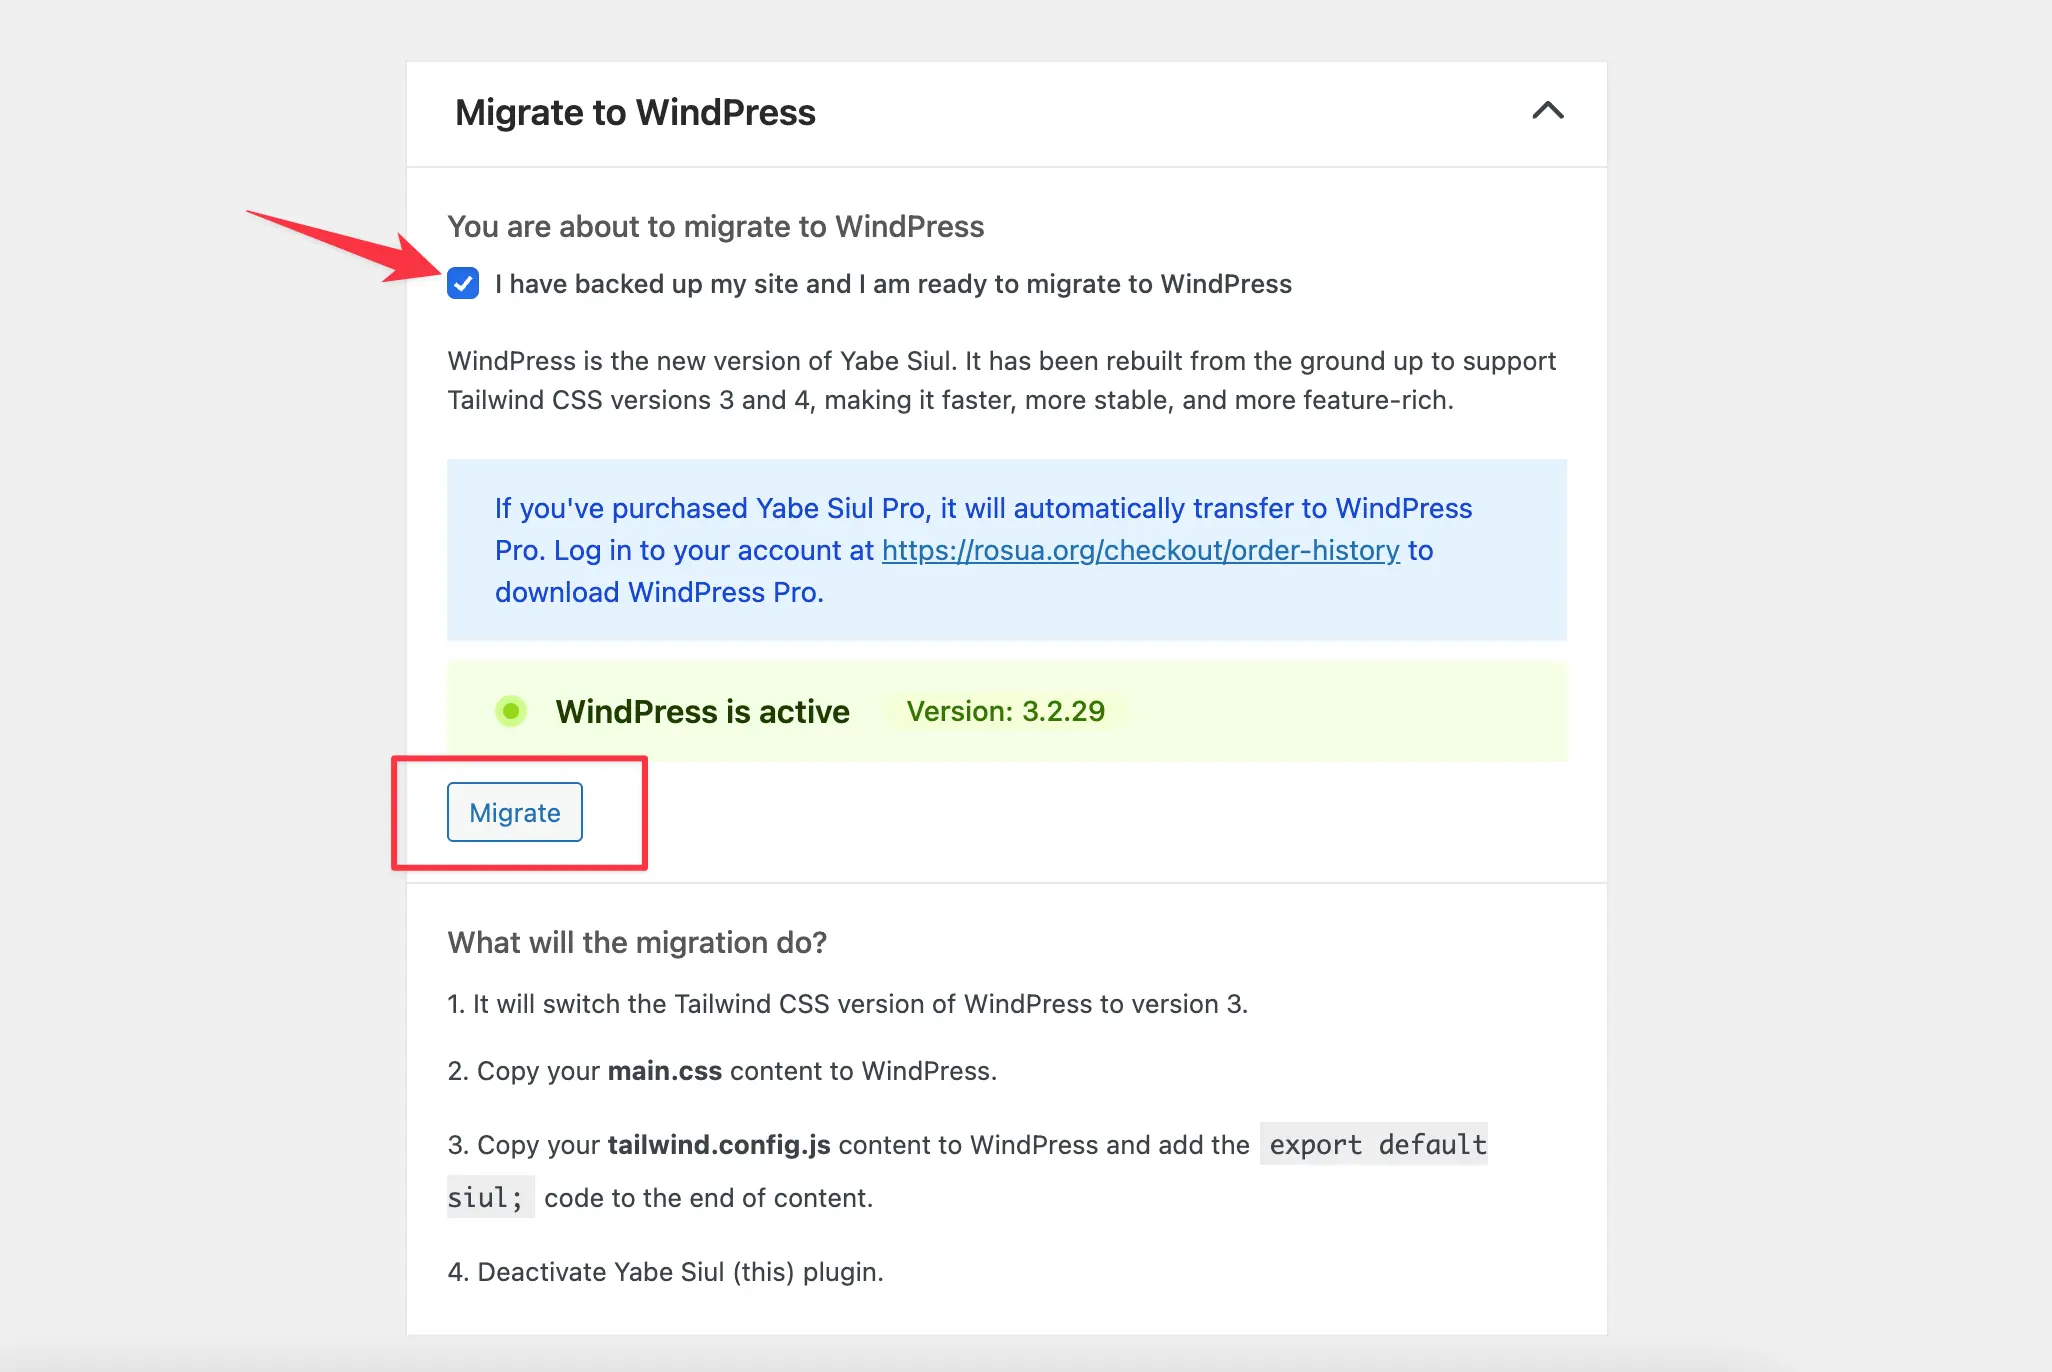 Migrate to WindPress
You are about to migrate to WindPress
I have backed up my site and I am ready to migrate to WindPress
WindPress is the new version of Yabe Siul. It has been rebuilt from the ground up to support
Tailwind CSS versions 3 and 4, making it faster, more stable, and more feature-rich.
If you've purchased Yabe Siul Pro, it will automatically transfer to WindPress
Pro. Log in to your account at https://rosua.org/checkout/order-history to
download WindPress Pro.
WindPress is active Version: 3.2.29
Migrate
What will the migration do?
1. It will switch the Tailwind CSS version of WindPress to version 3.
2. Copy your main.css content to WindPress.
3. Copy your tailwind.config.js content to WindPress and add the export default
siul; code to the end of content.
4. Deactivate Yabe Siul (this) plugin.